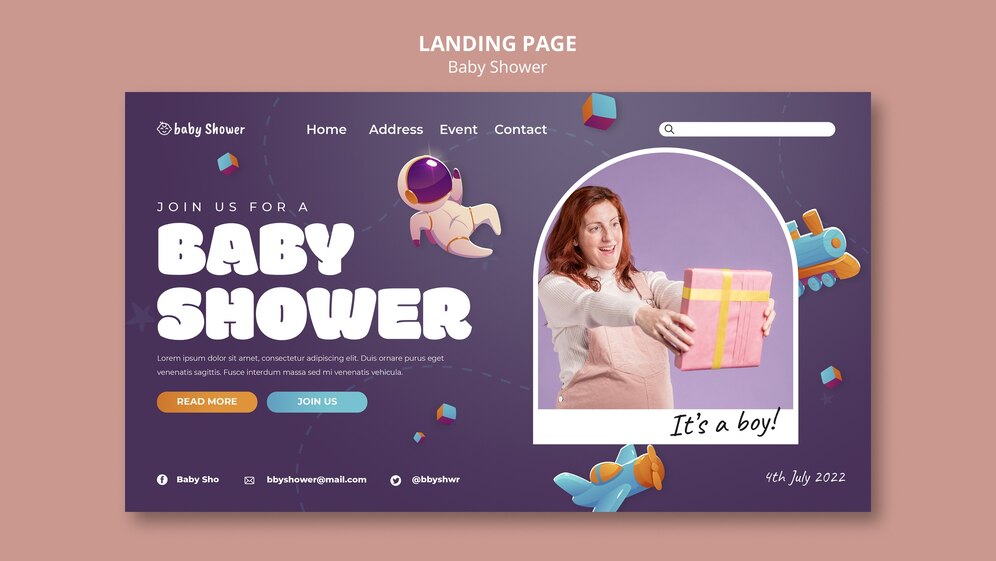 LANDING PAGE
Baby Shower
baby Shower
Home Address Event Contact
JOIN US FOR A
BABY
SHOWER
Lorem ipsum dolor sit amet, consectetur adipiscing elit. Duis ornare purus eget
venenatis sagittis. Fusce interdum massa sed mi venenatis vehicula.
READ MORE JOIN US
It's a boy!
Baby Sho bbyshower@mail.com @bbyshwr
4th July 2022